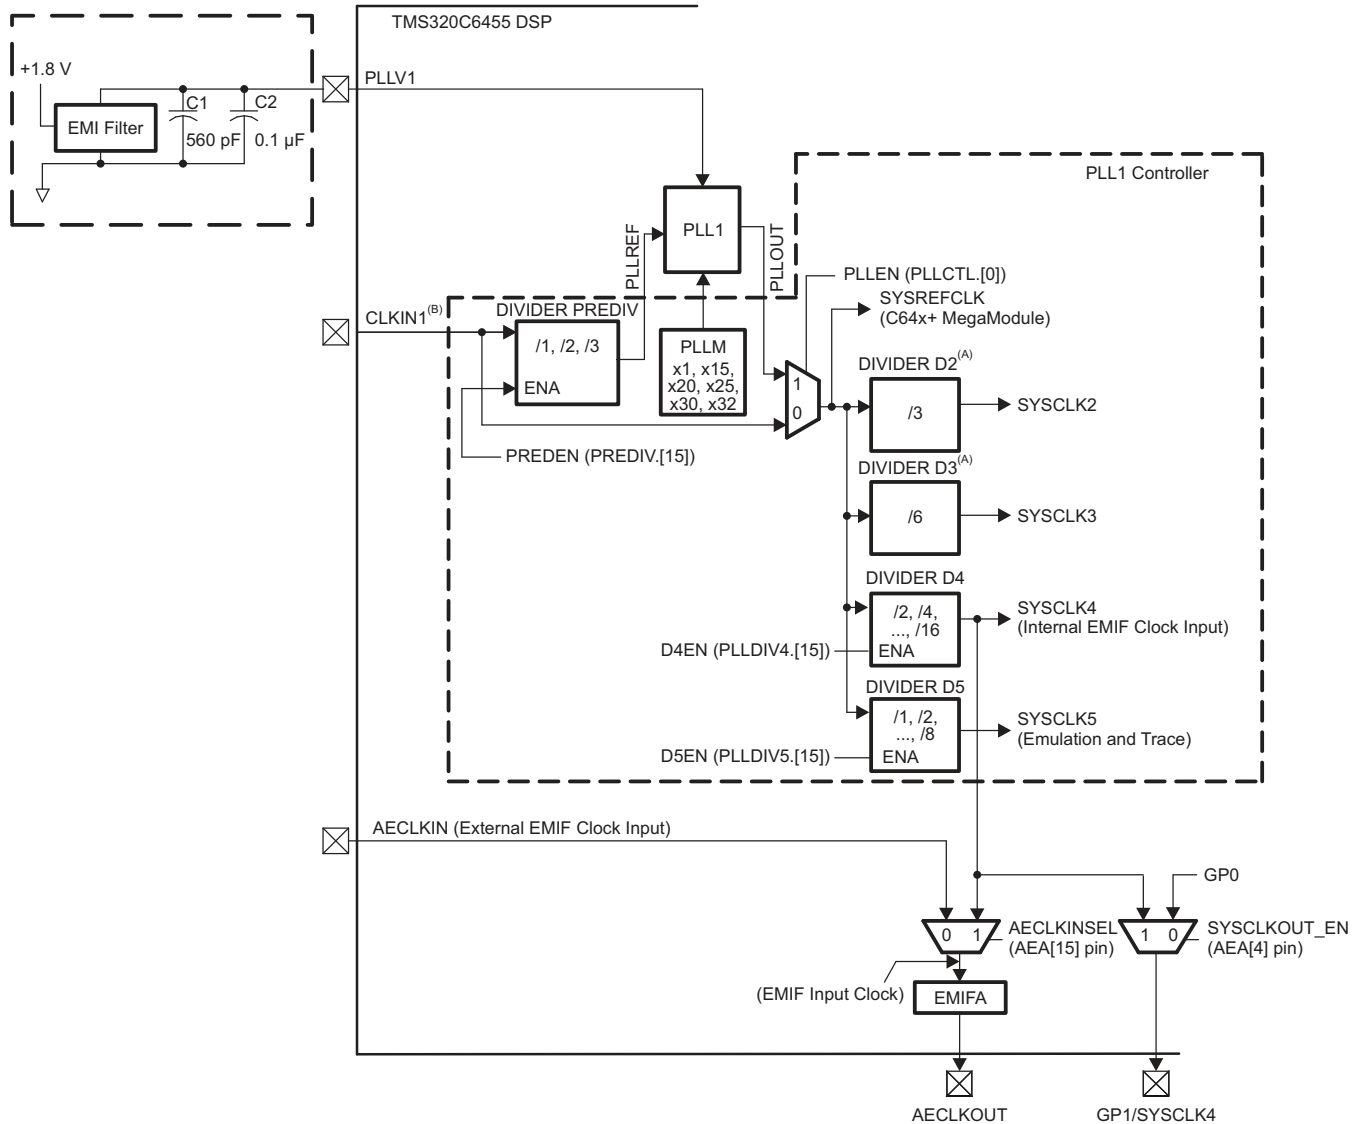 TMS320C6455 DSP
+1.8 V
PLLV1
C1
C2
EMI Filter
560 pF
0.1 µF
PLL1 Controller
PLLREF
PLL1
PLLOUT
PLLEN (PLLCTL.[0])
SYSREFCLK
(C64x+ MegaModule)
CLKIN1(B)
DIVIDER PREDIV
/1, /2, /3
ENA
PLLM
x1, x15,
x20, x25,
x30, x32
1
0
DIVIDER D2(A)
/3
SYSCLK2
PREDEN (PREDIV.[15])
DIVIDER D3(A)
/6
SYSCLK3
DIVIDER D4
/2, /4,
..., /16
ENA
SYSCLK4
(Internal EMIF Clock Input)
D4EN (PLLDIV4.[15])
DIVIDER D5
/1, /2,
..., /8
ENA
SYSCLK5
(Emulation and Trace)
D5EN (PLLDIV5.[15])
AECLKIN (External EMIF Clock Input)
GP0
0 1
AECLKINSEL
(AEA[15] pin)
1 0
SYSCLKOUT_EN
(AEA[4] pin)
(EMIF Input Clock)
EMIFA
AECLKOUT
GP1/SYSCLK4